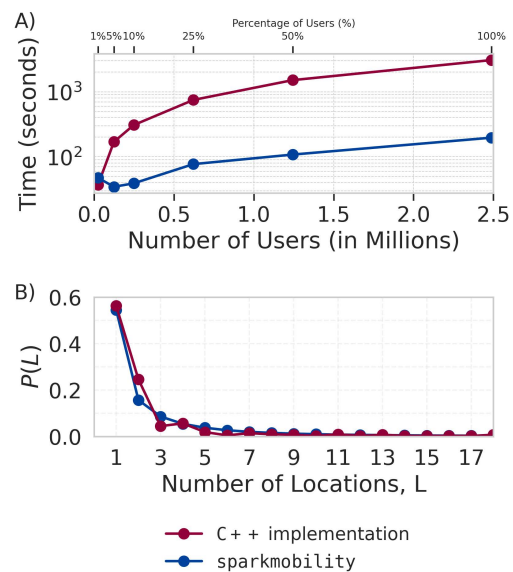 A)
Percentage of Users (%)
1% 5% 10% 25% 50% 100%
Time (seconds)
10³
10²
0.0 0.5 1.0 1.5 2.0 2.5
Number of Users (in Millions)
B)
P(L)
0.6
0.4
0.2
0.0
1 3 5 7 9 11 13 15 17
Number of Locations, L
C++ implementation
sparkmobility